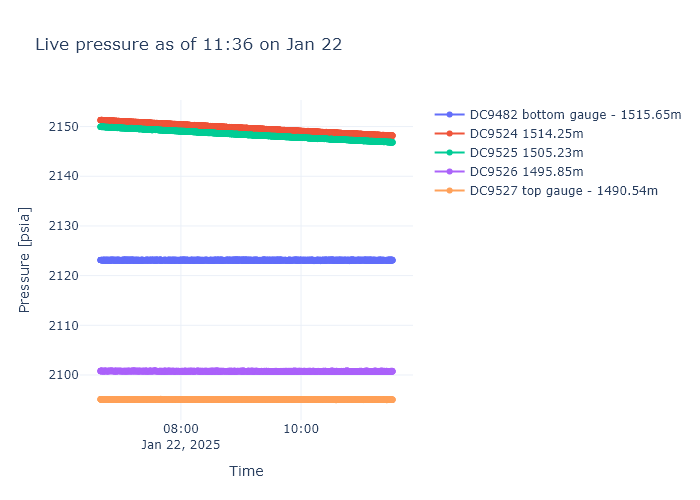 Live pressure as of 11:36 on Jan 22
Pressure [psia]
2150
2140
2130
2120
2110
2100
08:00
Jan 22, 2025
10:00
Time
DC9482 bottom gauge - 1515.65m
DC9524 1514.25m
DC9525 1505.23m
DC9526 1495.85m
DC9527 top gauge - 1490.54m